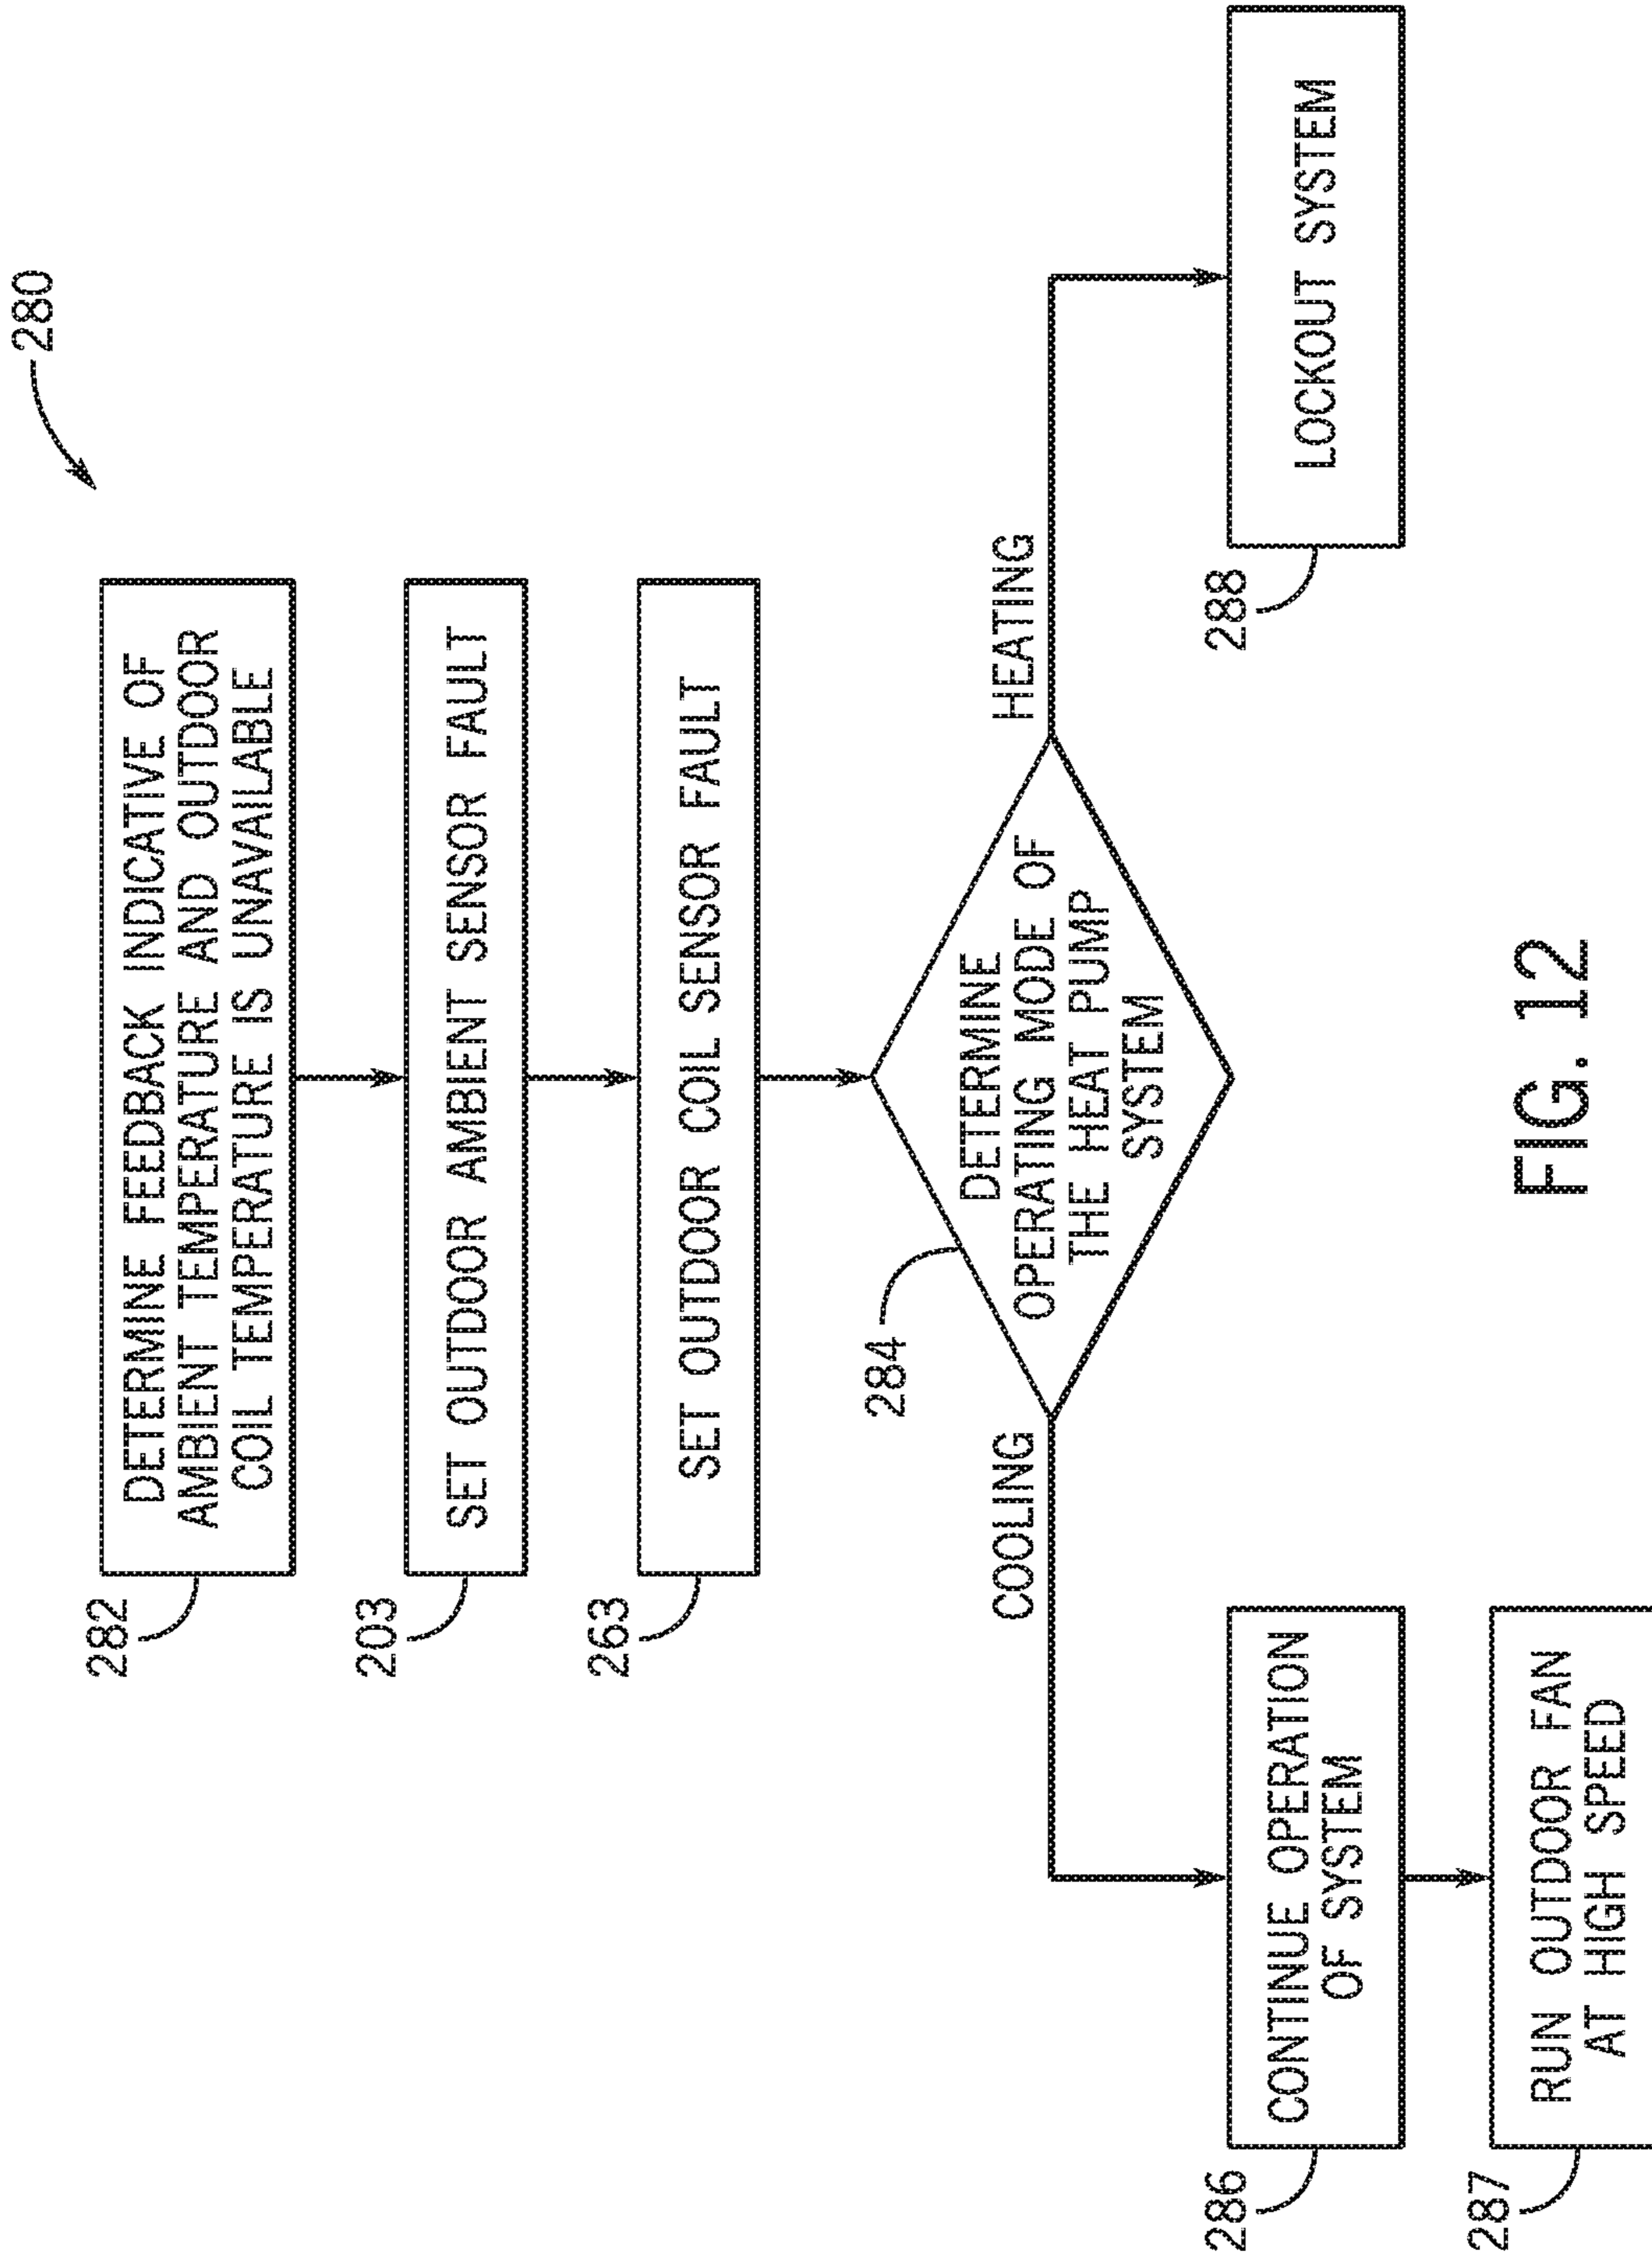 280
282
DETERMINE FEEDBACK INDICATIVE OF
AMBIENT TEMPERATURE AND OUTDOOR
COIL TEMPERATURE IS UNAVAILABLE
203
SET OUTDOOR AMBIENT SENSOR FAULT
263
SET OUTDOOR COIL SENSOR FAULT
284
DETERMINE
OPERATING MODE OF
THE HEAT PUMP
SYSTEM
COOLING
HEATING
286
CONTINUE OPERATION
OF SYSTEM
288
LOCKOUT SYSTEM
287
RUN OUTDOOR FAN
AT HIGH SPEED
FIG. 12